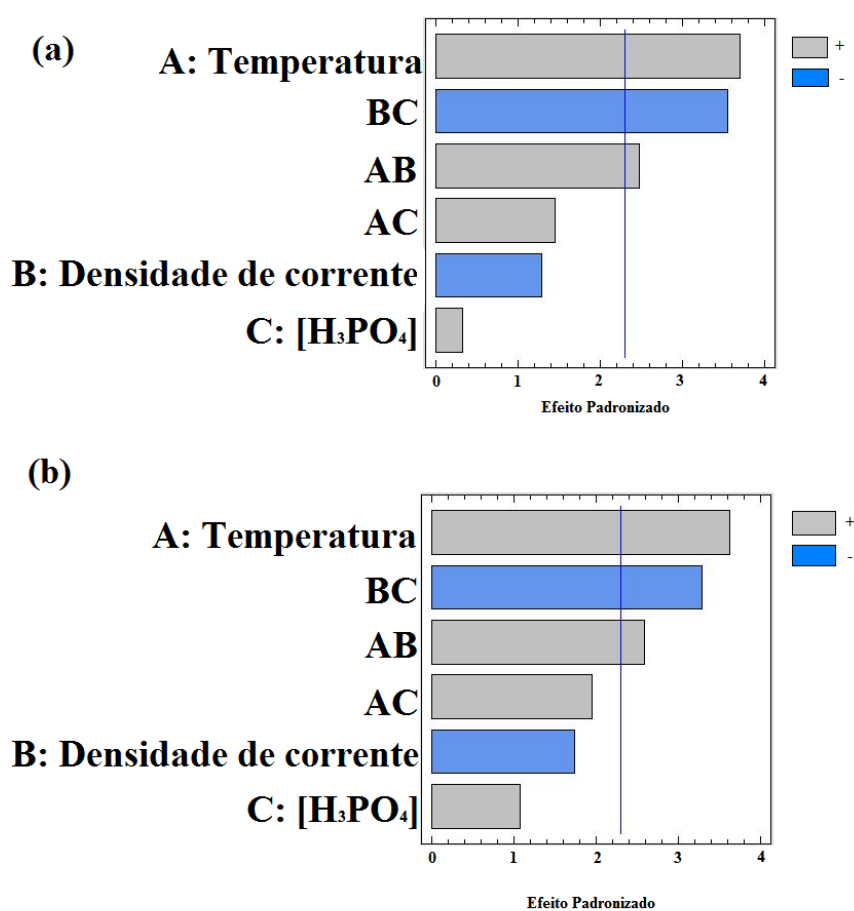 (a)
+
-
A: Temperatura
BC
AB
AC
B: Densidade de corrente
C: [H₃PO₄]
0 1 2 3 4
Efeito Padronizado
(b)
+
-
A: Temperatura
BC
AB
AC
B: Densidade de corrente
C: [H₃PO₄]
0 1 2 3 4
Efeito Padronizado